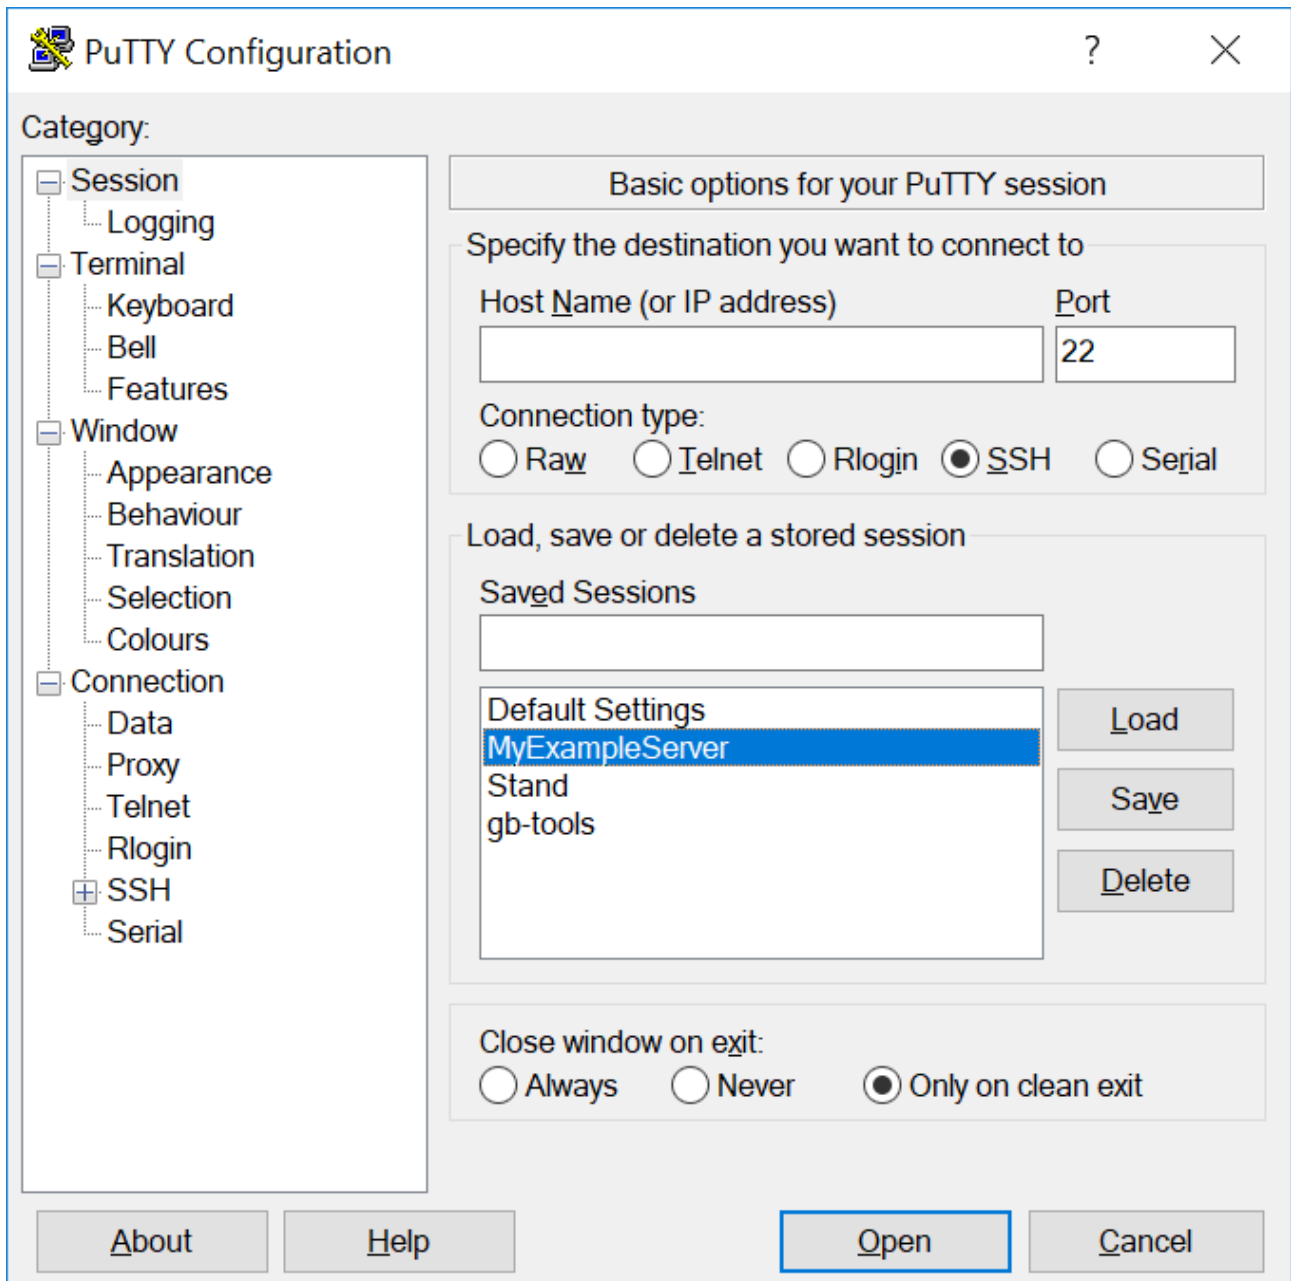 PuTTY Configuration
?
Category:
Session
Logging
Terminal
Keyboard
Bell
Features
Window
Appearance
Behaviour
Translation
Selection
Colours
Connection
Data
Proxy
Telnet
Rlogin
SSH
Serial
Basic options for your PuTTY session
Specify the destination you want to connect to
Host Name (or IP address) Port
22
Connection type:
Raw Telnet Rlogin SSH Serial
Load, save or delete a stored session
Saved Sessions
Default Settings
MyExampleServer
Stand
gb-tools
Load
Save
Delete
Close window on exit:
Always Never Only on clean exit
About Help Open Cancel